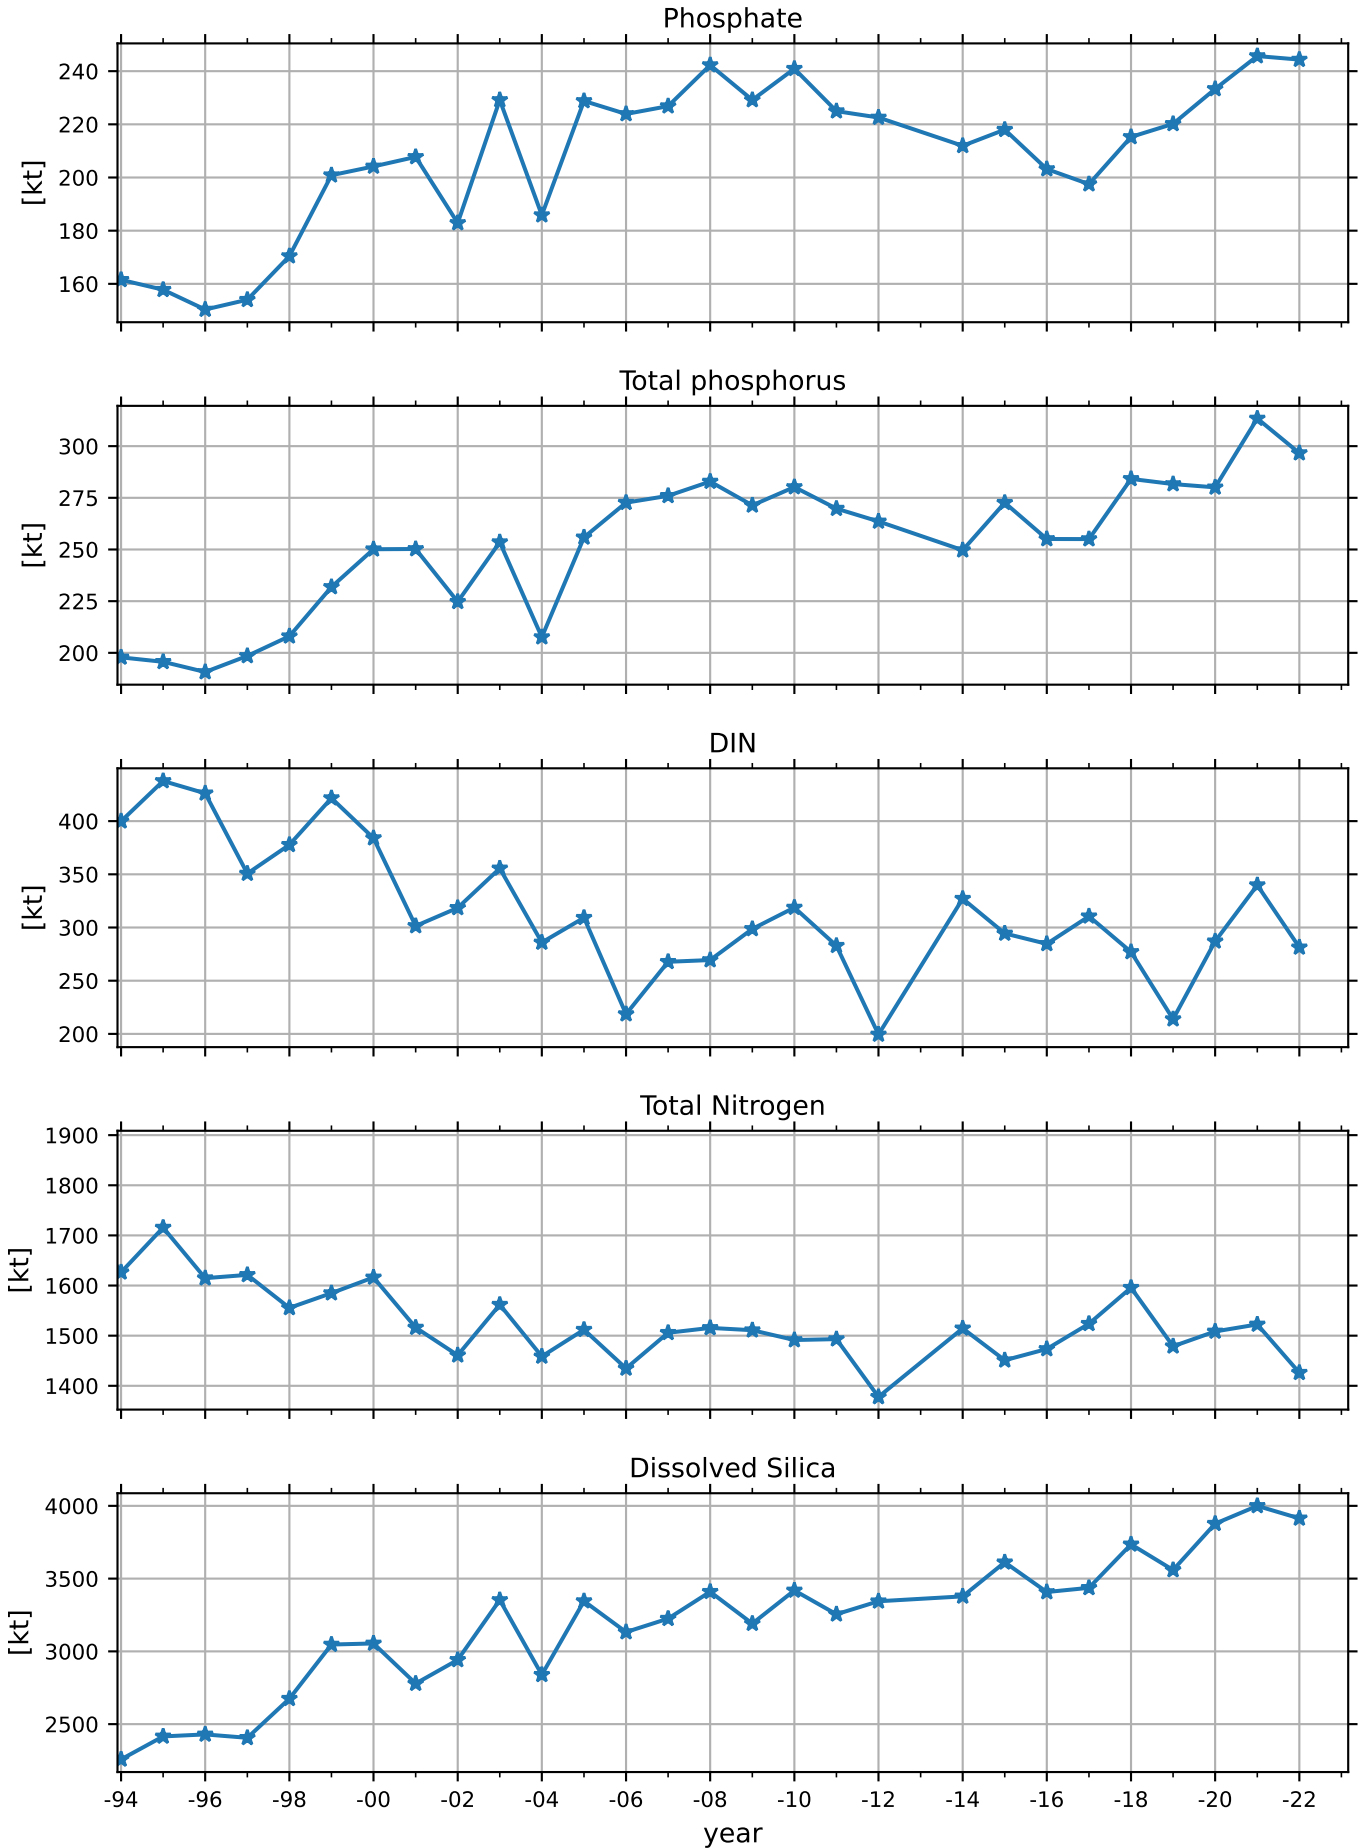 Phosphate
240
220
200
180
160
[kt]
Total phosphorus
300
275
250
225
200
[kt]
DIN
400
350
300
250
200
[kt]
Total Nitrogen
1900
1800
1700
1600
1500
1400
[kt]
Dissolved Silica
4000
3500
3000
2500
[kt]
-94 -96 -98 -00 -02 -04 -06 -08 -10 -12 -14 -16 -18 -20 -22
year